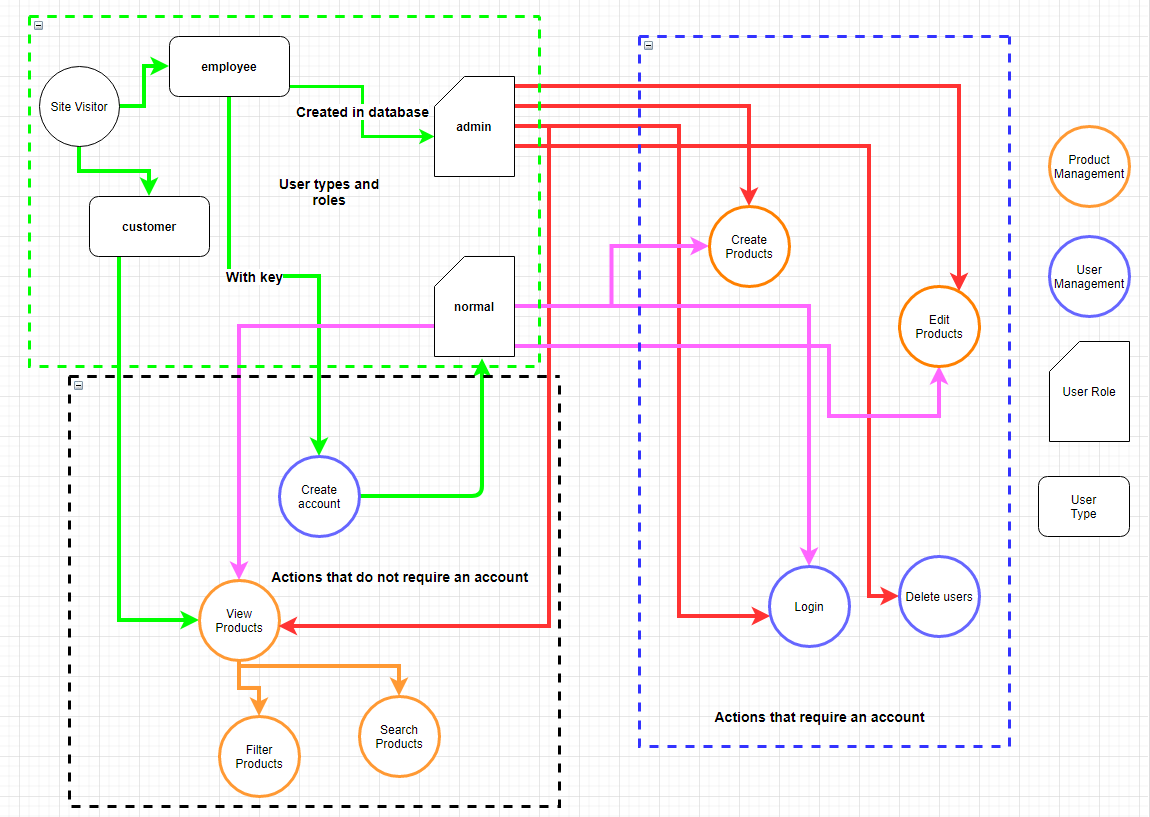 employee
Site Visitor
Created in database
admin
User types and
roles
customer
With key
normal
Create
account
Actions that do not require an account
View
Products
Search
Products
Filter
Products
Create
Products
Edit
Products
Login
Delete users
Actions that require an account
Product
Management
User
Management
User Role
User
Type